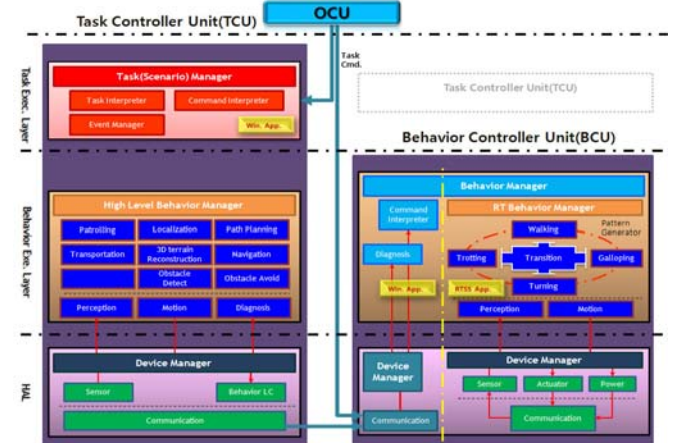 OCU
Task Controller Unit(TCU)
Task
Cmd.
Task Exec. Layer
Task(Scenario) Manager
Task Interpreter
Command Interpreter
Event Manager
Win. App.
Task Controller Unit(TCU)
Behavior Controller Unit(BCU)
Behavior Exe. Layer
High Level Behavior Manager
Patrolling
Localization
Path Planning
Transportation
3D terrain
Reconstruction
Navigation
Obstacle
Detect
Obstacle Avoid
Perception
Motion
Diagnosis
Behavior Manager
Command
Interpreter
Diagnosis
Win. App.
RT Behavior Manager
Walking
Pattern
Generator
Trotting
Transition
Galloping
RTSS App.
Turning
Perception
Motion
HAL
Device Manager
Sensor
Behavior LC
Communication
Device
Manager
Communication
Device Manager
Sensor
Actuator
Power
Communication